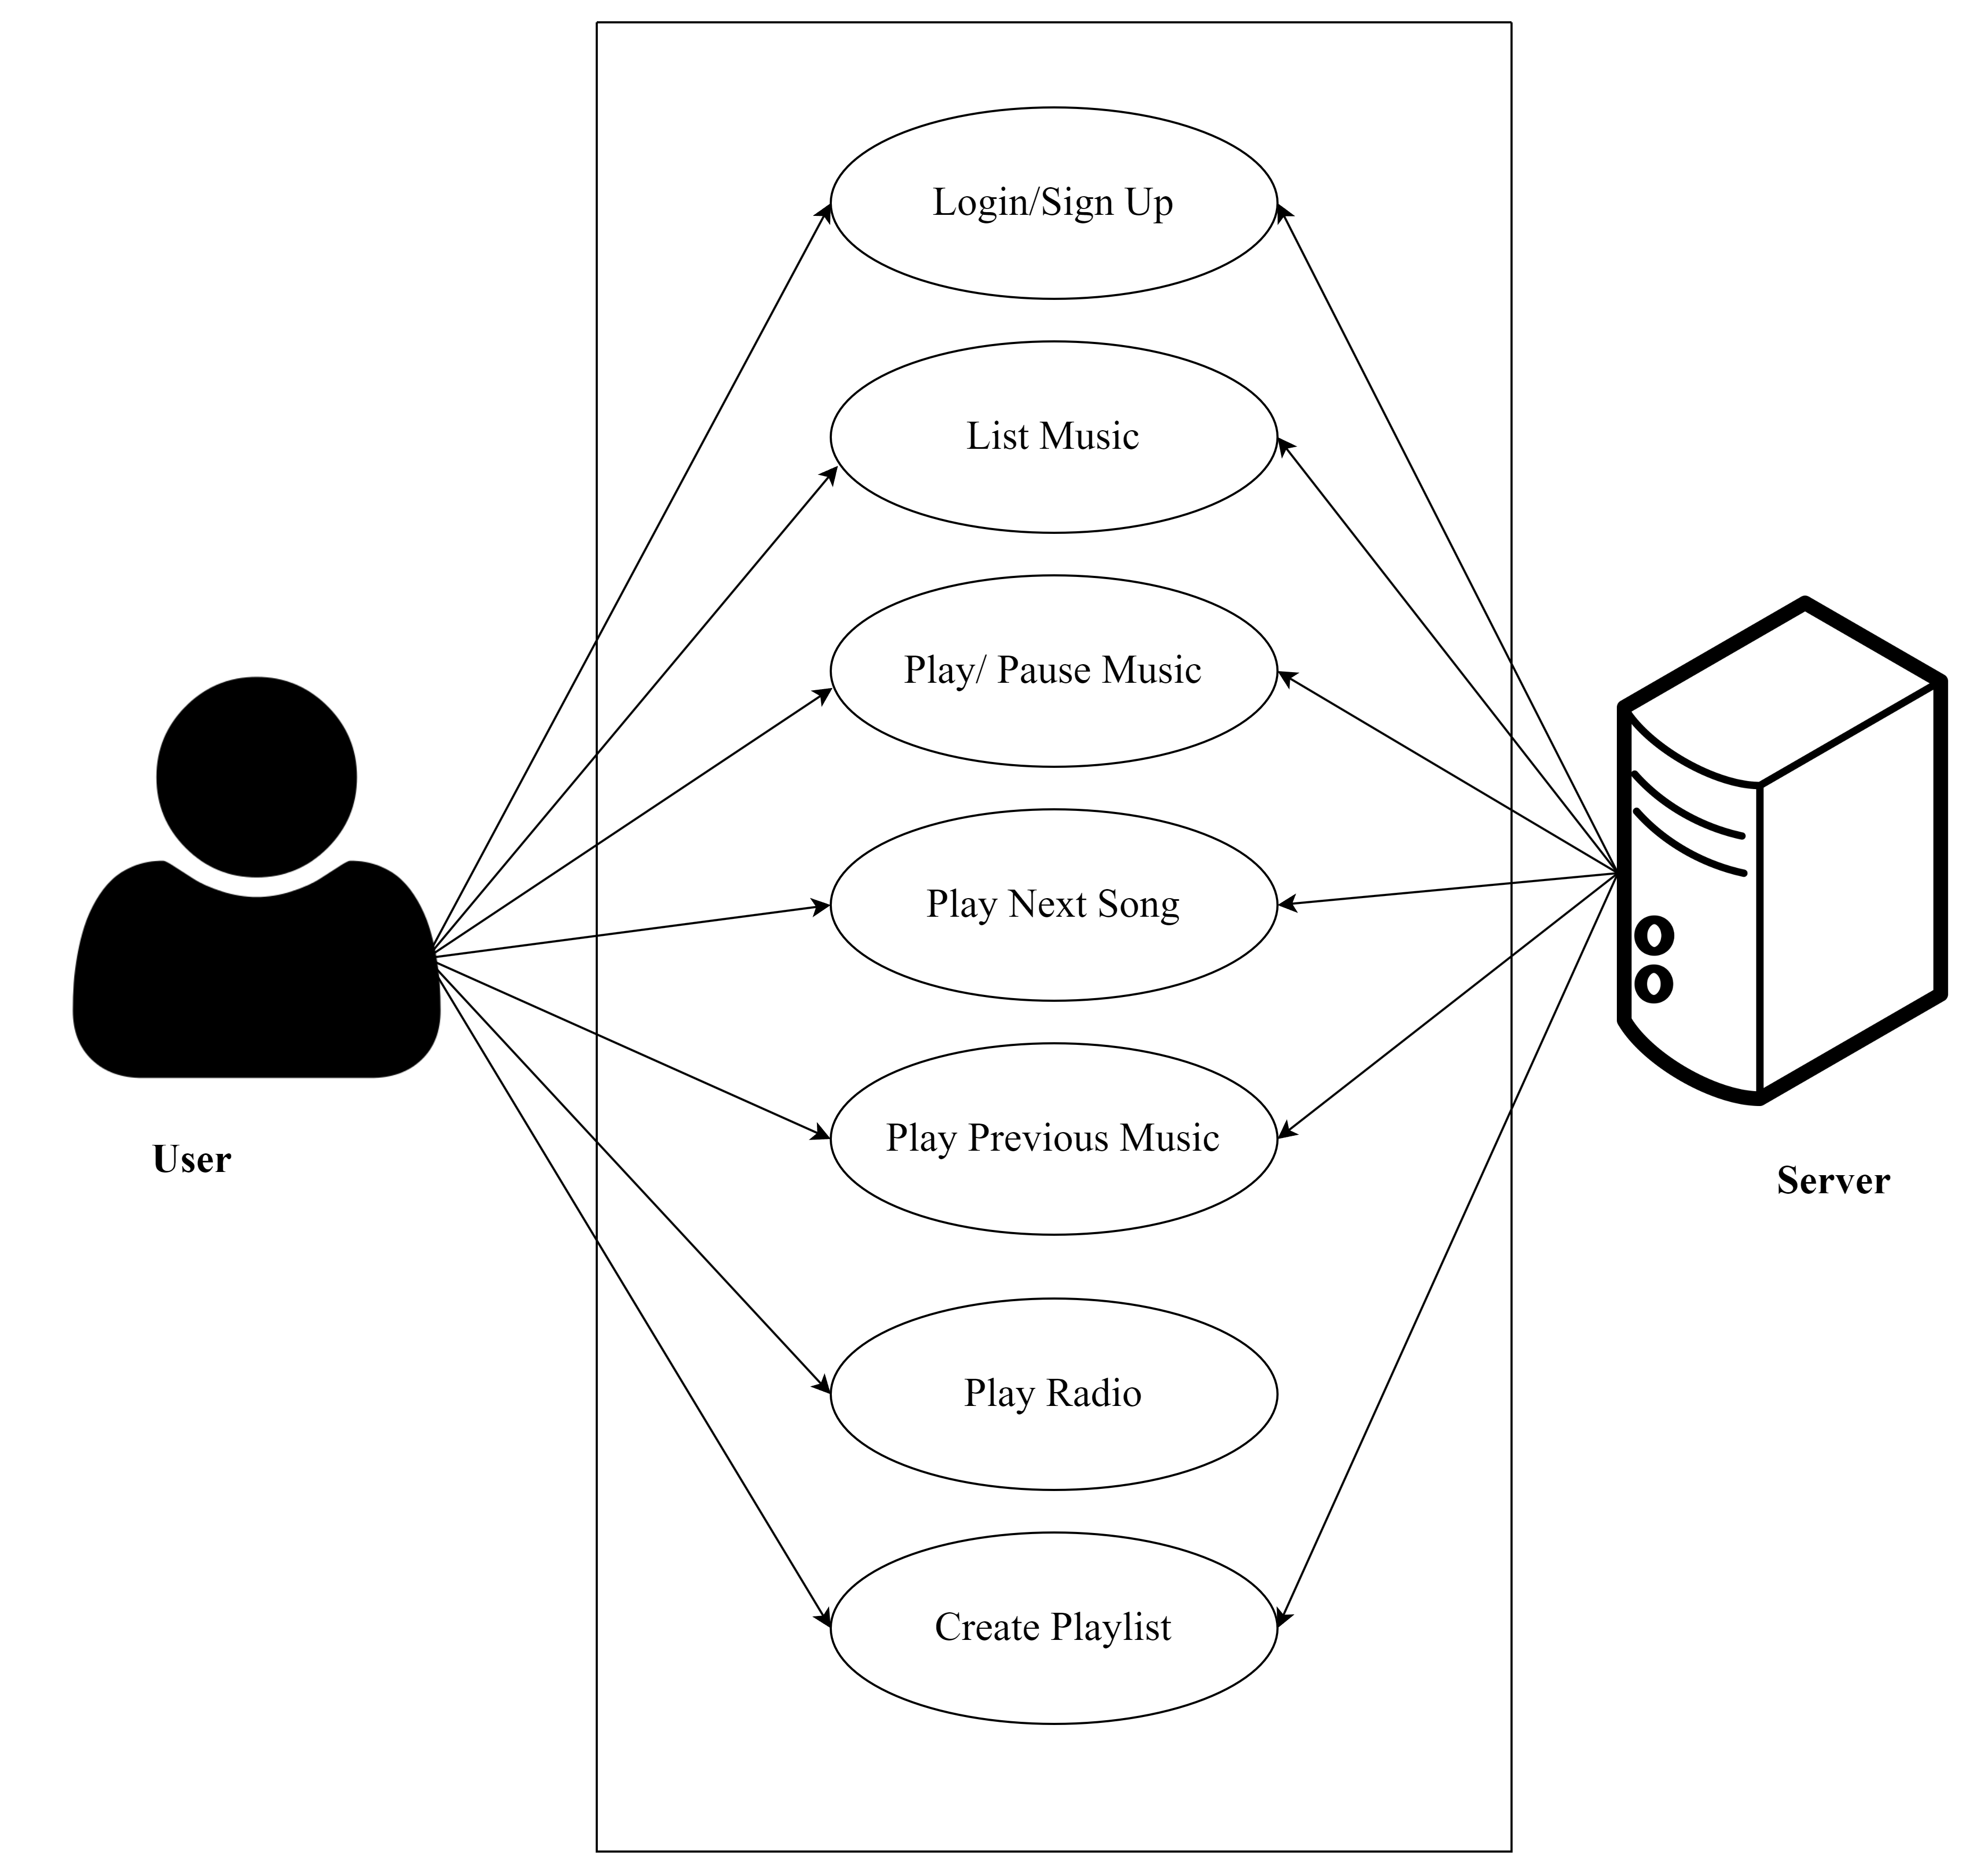 Login/Sign Up
List Music
Play/ Pause Music
Play Next Song
Play Previous Music
User
Server
Play Radio
Create Playlist